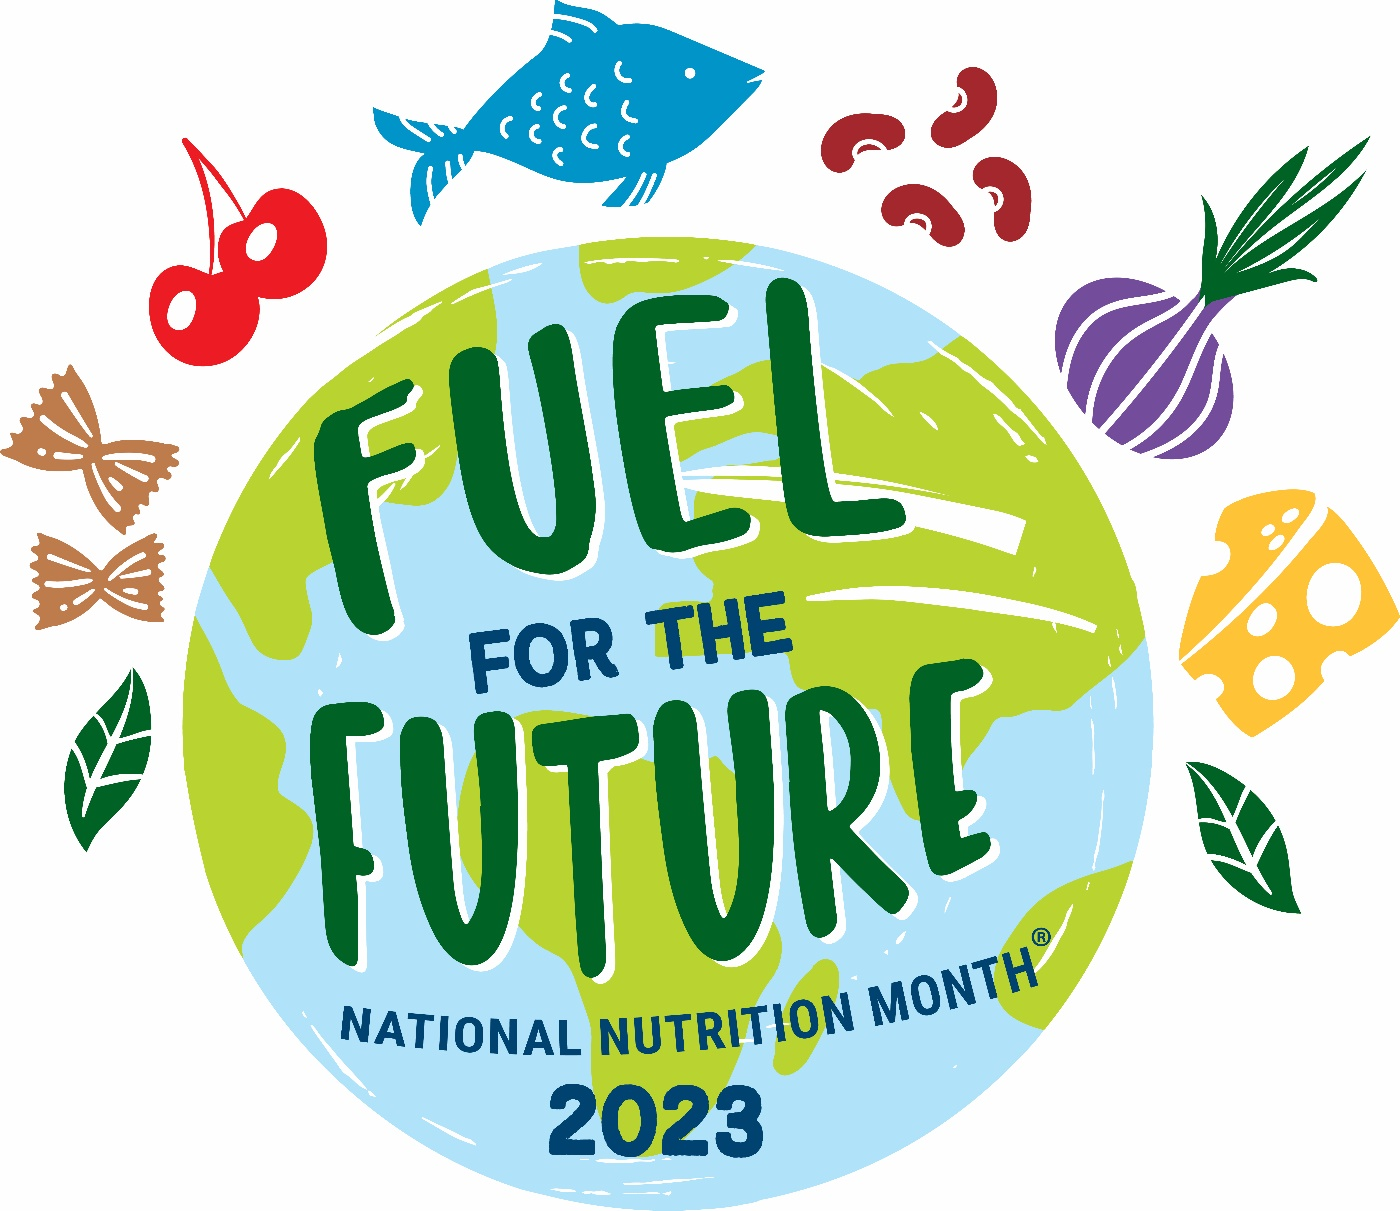 FUEL
FOR THE
FUTURE
NATIONAL NUTRITION MONTH®
2023